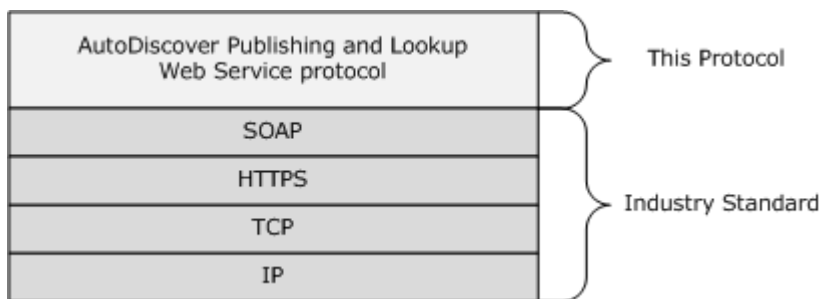 AutoDiscover Publishing and Lookup
Web Service protocol
This Protocol
SOAP
HTTPS
TCP
IP
Industry Standard